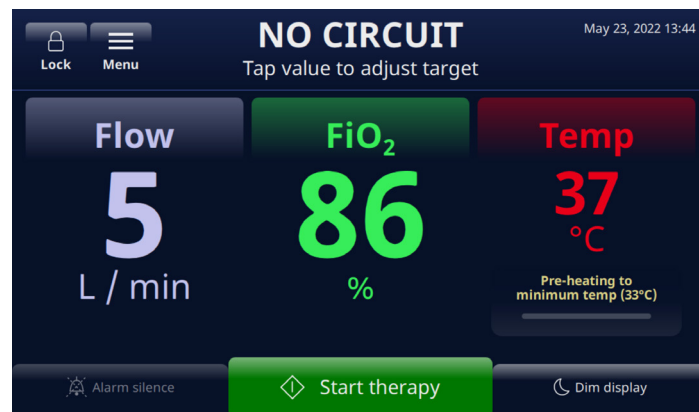 Lock
Menu
NO CIRCUIT
Tap value to adjust target
May 23, 2022 13:44
Flow
5
L / min
FiO₂
86
%
Temp
37
°C
Pre-heating to
minimum temp (33°C)
Alarm silence
Start therapy
Dim display